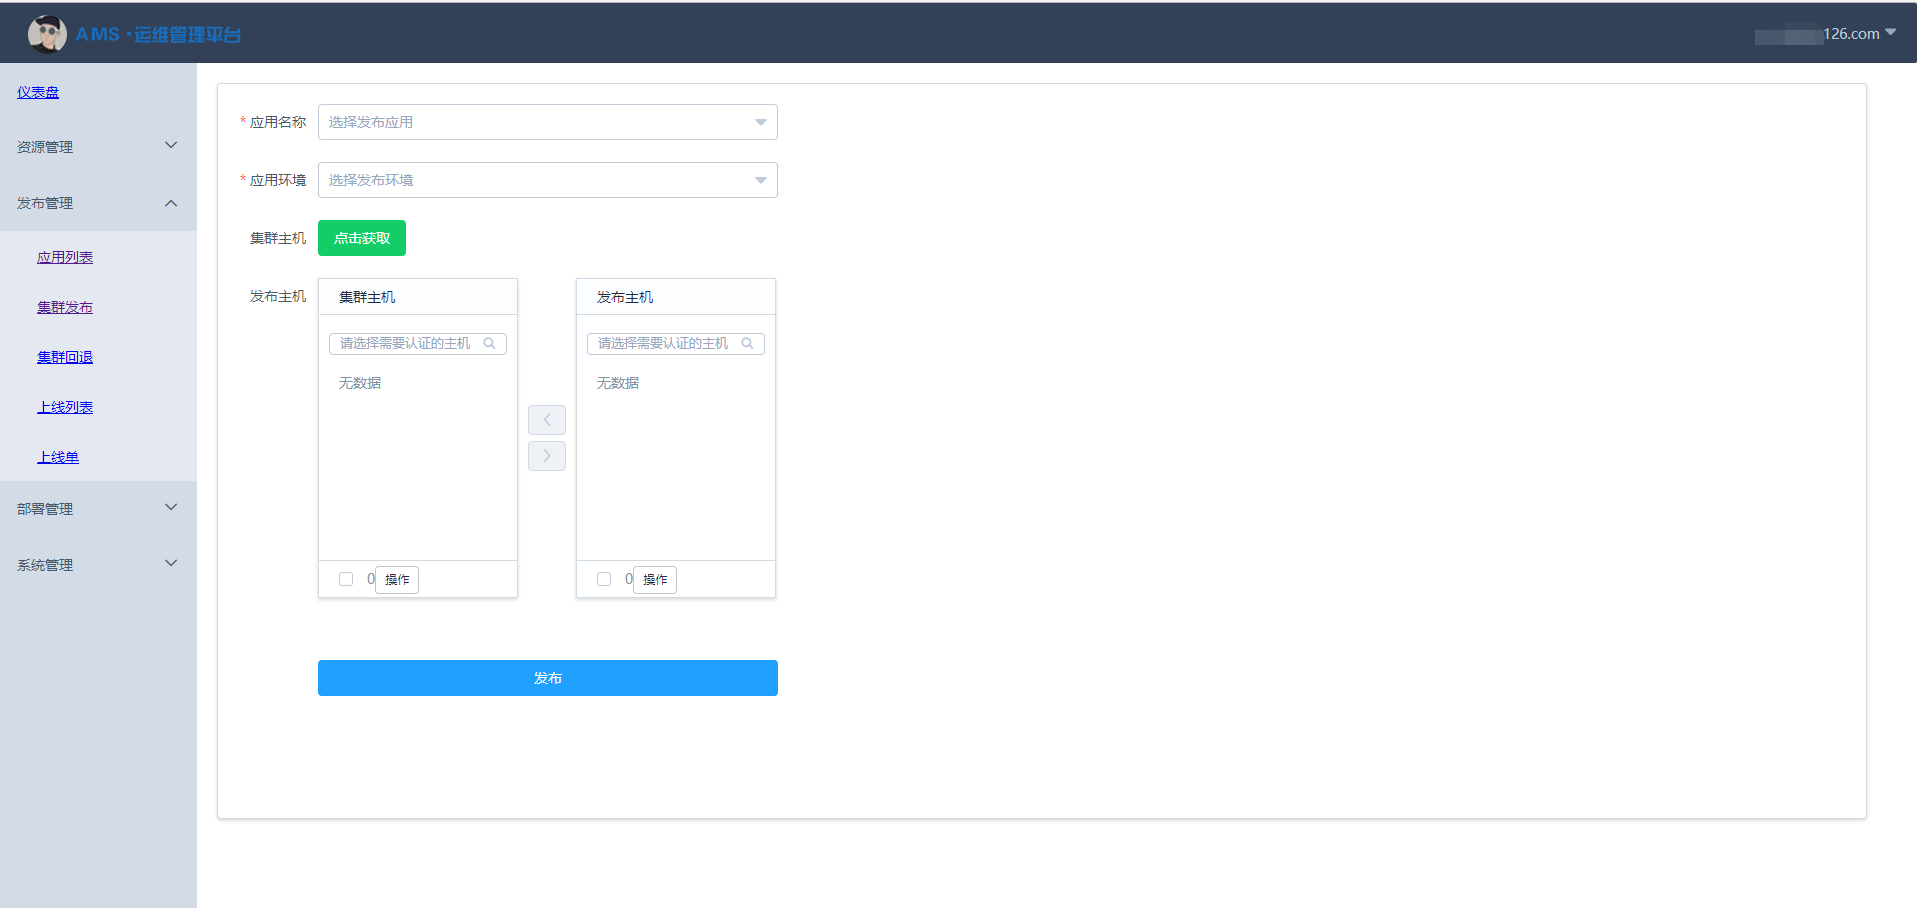 AMS ·运维管理平台
126.com
仪表盘
资源管理
发布管理
应用列表
集群发布
集群回退
上线列表
上线单
部署管理
系统管理
* 应用名称 选择发布应用
* 应用环境 选择发布环境
集群主机 点击获取
发布主机
集群主机
请选择需要认证的主机
无数据
0 操作
发布主机
请选择需要认证的主机
无数据
0 操作
发布